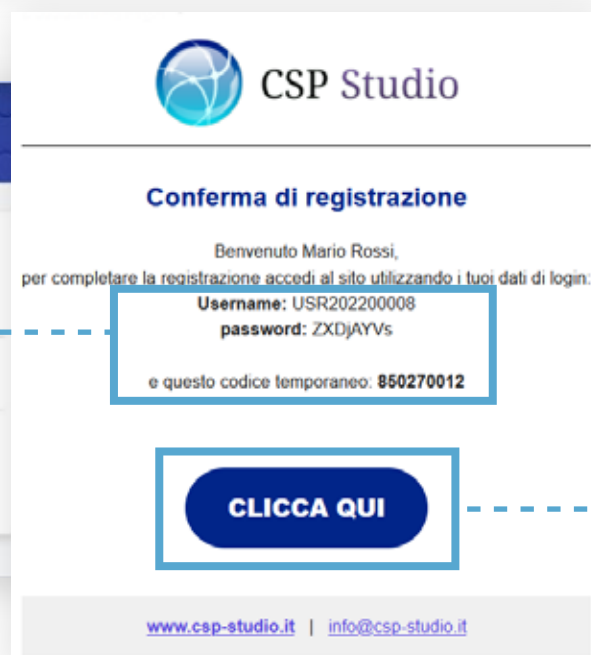 CSP Studio
Conferma di registrazione
Benvenuto Mario Rossi,
per completare la registrazione accedi al sito utilizzando i tuoi dati di login:
Username: USR202200008
password: ZXDjAYVs
e questo codice temporaneo: 850270012
CLICCA QUI
www.csp-studio.it | info@csp-studio.it